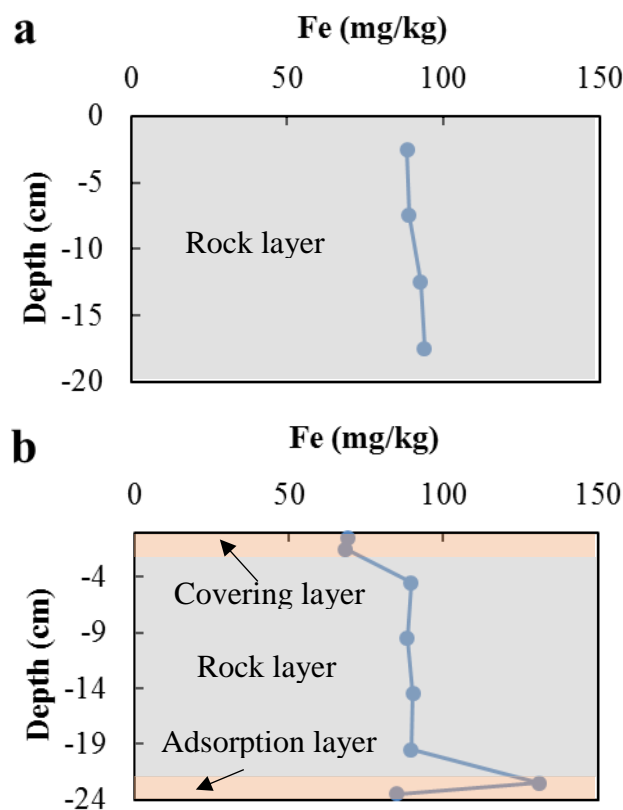 a
Fe (mg/kg)
0 50 100 150
0
-5
-10
-15
-20
Depth (cm)
Rock layer
b
Fe (mg/kg)
0 50 100 150
-4
-9
-14
-19
-24
Depth (cm)
Covering layer
Rock layer
Adsorption layer